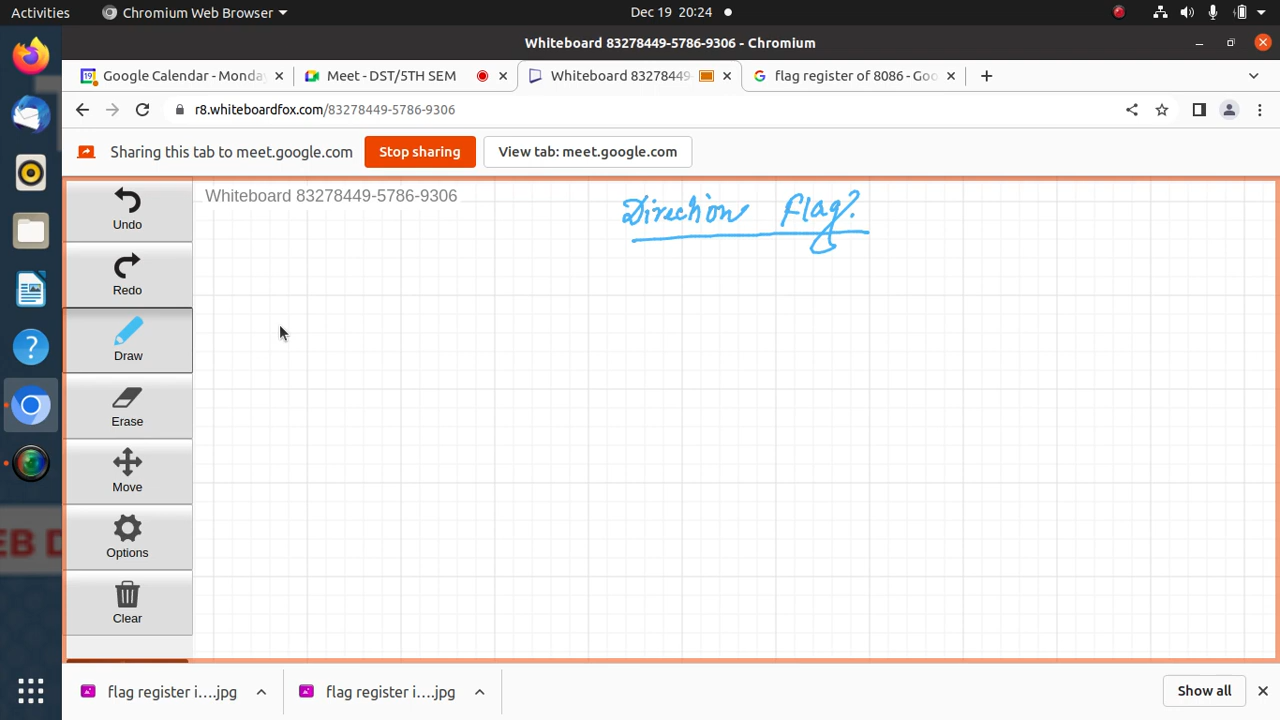 Activities
Chromium Web Browser
Dec 19 20:24
Whiteboard 83278449-5786-9306 - Chromium
Google Calendar - Monda
Meet - DST/5TH SEM
Whiteboard 83278449-
flag register of 8086 - Goo
r8.whiteboardfox.com/83278449-5786-9306
Sharing this tab to meet.google.com
Stop sharing
View tab: meet.google.com
Whiteboard 83278449-5786-9306
Direction Flag:
Undo
Redo
Draw
Erase
Move
Options
Clear
EB D
flag register i....jpg
flag register i....jpg
Show all